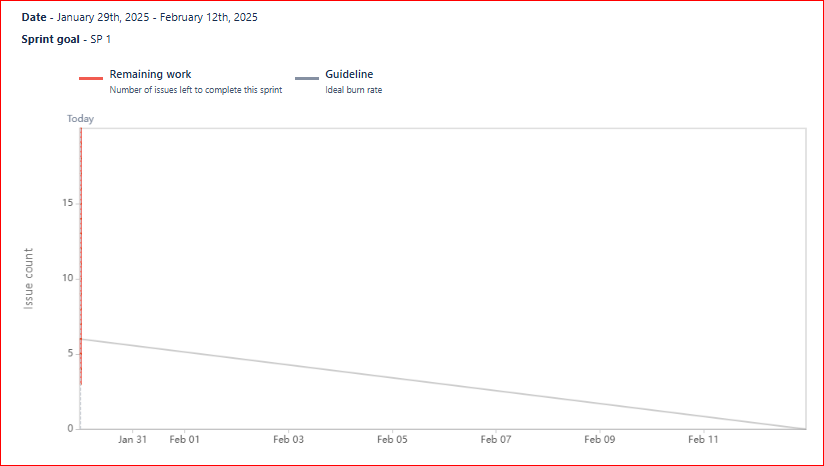 Date - January 29th, 2025 - February 12th, 2025
Sprint goal - SP 1
Remaining work Guideline
Number of issues left to complete this sprint Ideal burn rate
Today
15
10
5
0
Issue count
Jan 31 Feb 01 Feb 03 Feb 05 Feb 07 Feb 09 Feb 11